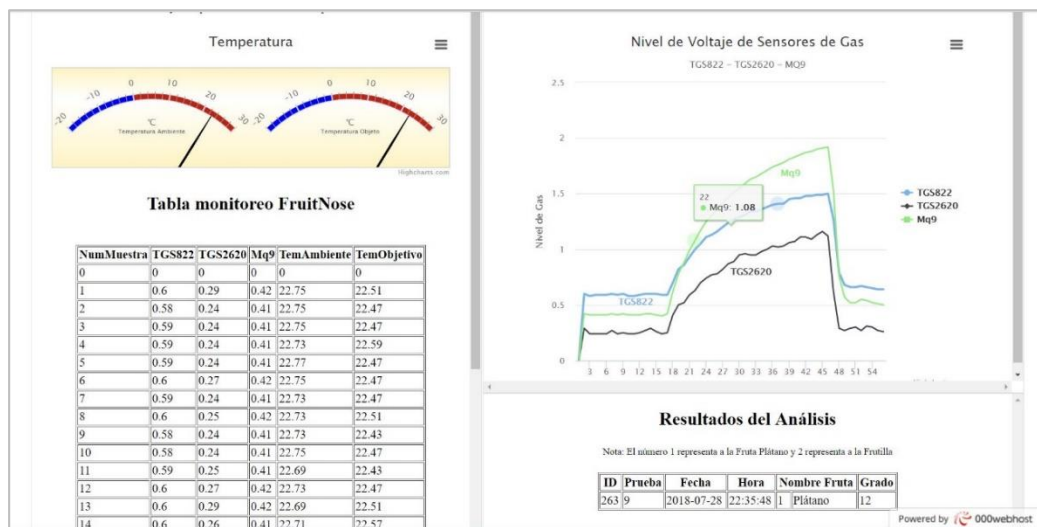 Temperatura
-20 -10 0 10 20 30
°C
Temperatura Ambiente
-20 -10 0 10 20 30
°C
Temperatura Objeto
Highcharts.com
Tabla monitoreo FruitNose
NumMuestra TGS822 TGS2620 Mq9 TemAmbiente TemObjetivo
0 0 0 0 0 0
1 0.6 0.29 0.42 22.75 22.51
2 0.58 0.24 0.41 22.75 22.47
3 0.59 0.24 0.41 22.75 22.47
4 0.59 0.24 0.41 22.73 22.59
5 0.59 0.24 0.41 22.77 22.47
6 0.6 0.27 0.42 22.75 22.47
7 0.59 0.24 0.41 22.73 22.47
8 0.6 0.25 0.42 22.73 22.51
9 0.58 0.24 0.41 22.73 22.43
10 0.58 0.24 0.41 22.75 22.47
11 0.59 0.25 0.41 22.69 22.43
12 0.6 0.27 0.42 22.73 22.47
13 0.6 0.29 0.42 22.69 22.51
14 0.6 0.26 0.41 22.71 22.57
Nivel de Voltaje de Sensores de Gas
TGS822 - TGS2620 - MQ9
Nivel de Gas
2.5
2
1.5
1
0.5
0
Mq9
22
Mq9: 1.08
TGS2620
TGS822
3 6 9 12 15 18 21 24 27 30 33 36 39 42 45 48 51 54
TGS822
TGS2620
Mq9
Resultados del Análisis
Nota: El número 1 representa a la Fruta Plátano y 2 representa a la Frutilla
ID Prueba Fecha Hora Nombre Fruta Grado
263 9 2018-07-28 22:35:48 1 Plátano 12
Powered by 000webhost